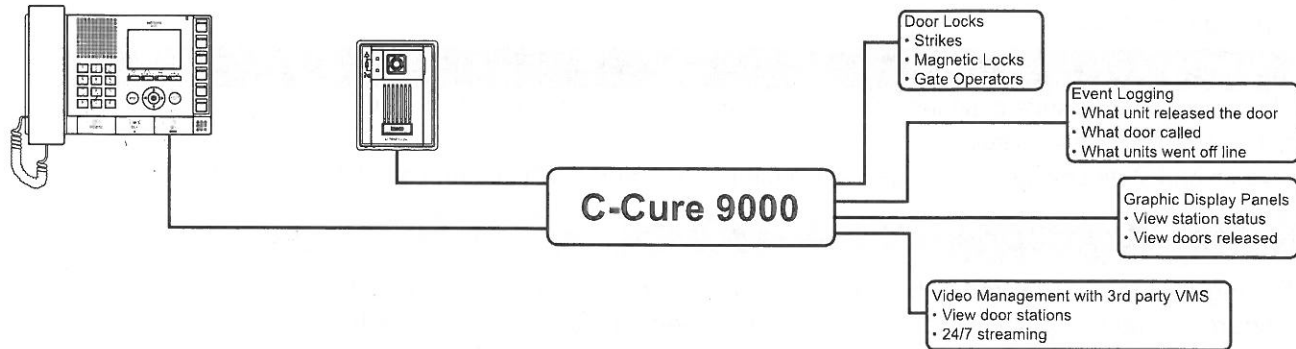 Door Locks
• Strikes
• Magnetic Locks
• Gate Operators
Event Logging
• What unit released the door
• What door called
• What units went off line
C-Cure 9000
Graphic Display Panels
• View station status
• View doors released
Video Management with 3rd party VMS
• View door stations
• 24/7 streaming